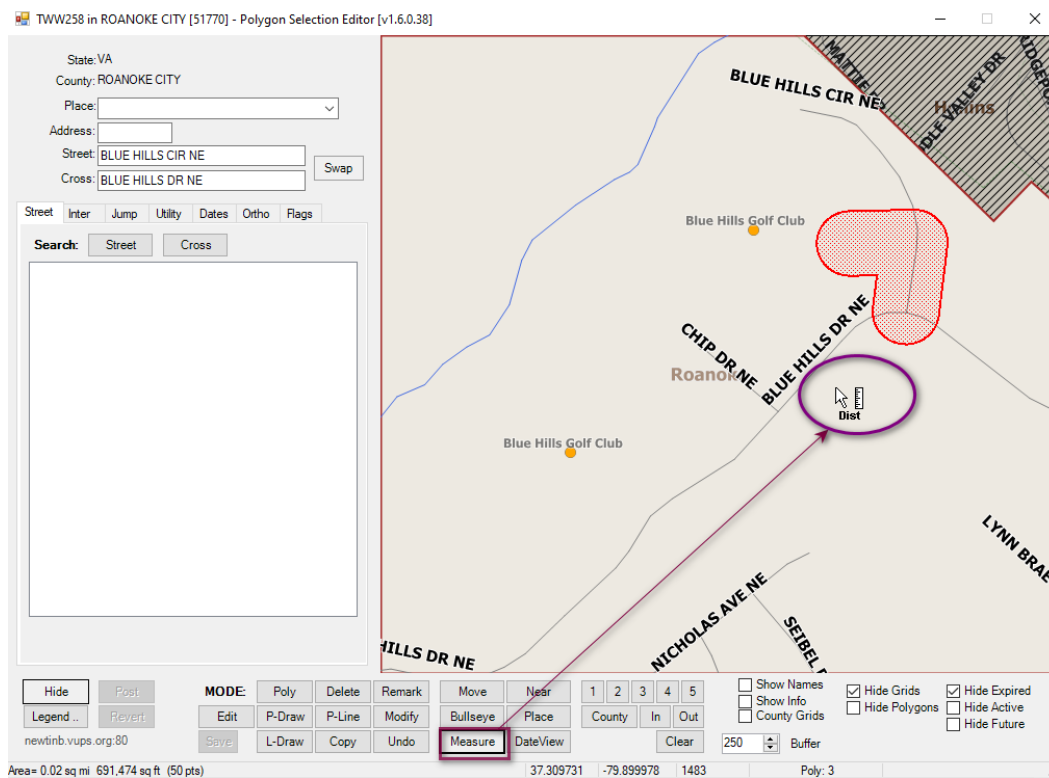 TWW258 in ROANOKE CITY [51770] - Polygon Selection Editor [v1.6.0.38]
State: VA
County: ROANOKE CITY
Place:
Address:
Street: BLUE HILLS CIR NE
Cross: BLUE HILLS DR NE
Swap
Street Inter Jump Utility Dates Ortho Flags
Search: Street Cross
BLUE HILLS CIR NE
Blue Hills Golf Club
BLUE HILLS DR NE
CHIP DR NE
Dist
Blue Hills Golf Club
LYNN BRAE
NICHOLAS AVE NE
SEIBEL
HILLS DR NE
Hide Post MODE: Poly Delete Remark Move Near 1 2 3 4 5
Legend .. Revert Edit P-Draw P-Line Modify Bullseye Place County In Out
newtinb.vups.org:80 Save L-Draw Copy Undo Measure DateView Clear
Show Names
Show Info
County Grids
Hide Grids
Hide Polygons
Hide Expired
Hide Active
Hide Future
250 Buffer
Area= 0.02 sq mi 691,474 sq ft (50 pts) 37.309731 -79.899978 1483 Poly: 3